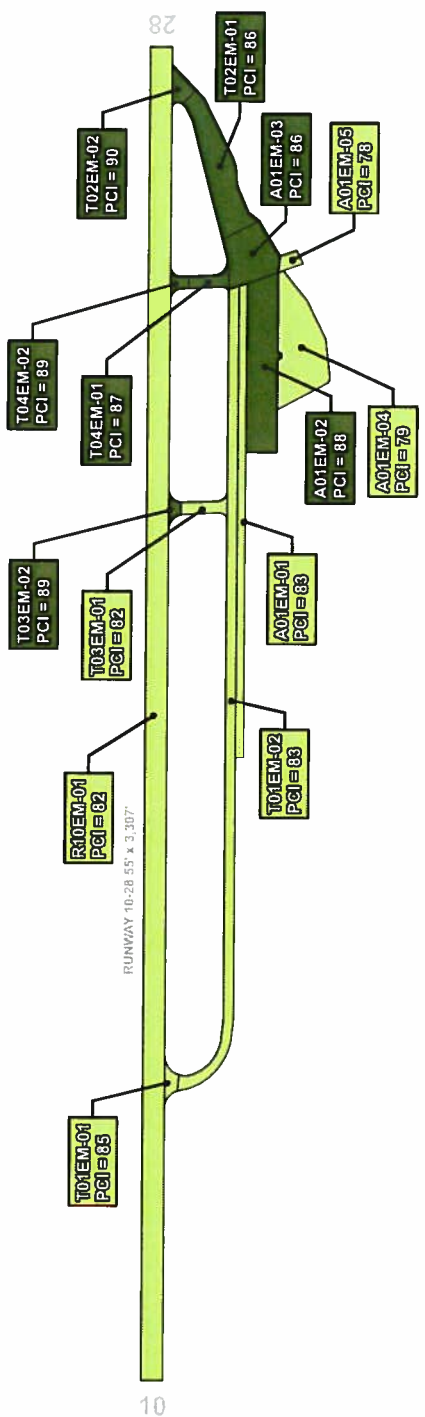 28
T02EM-01
PCI = 86
T02EM-02
PCI = 90
A01EM-03
PCI = 86
A01EM-05
PCI = 78
T04EM-02
PCI = 89
T04EM-01
PCI = 87
A01EM-02
PCI = 88
A01EM-04
PCI = 79
T03EM-02
PCI = 89
T03EM-01
PCI = 82
A01EM-01
PCI = 83
T01EM-02
PCI = 83
R10EM-01
PCI = 82
RUNWAY 10-28 55' x 3,307'
T01EM-01
PCI = 85
10